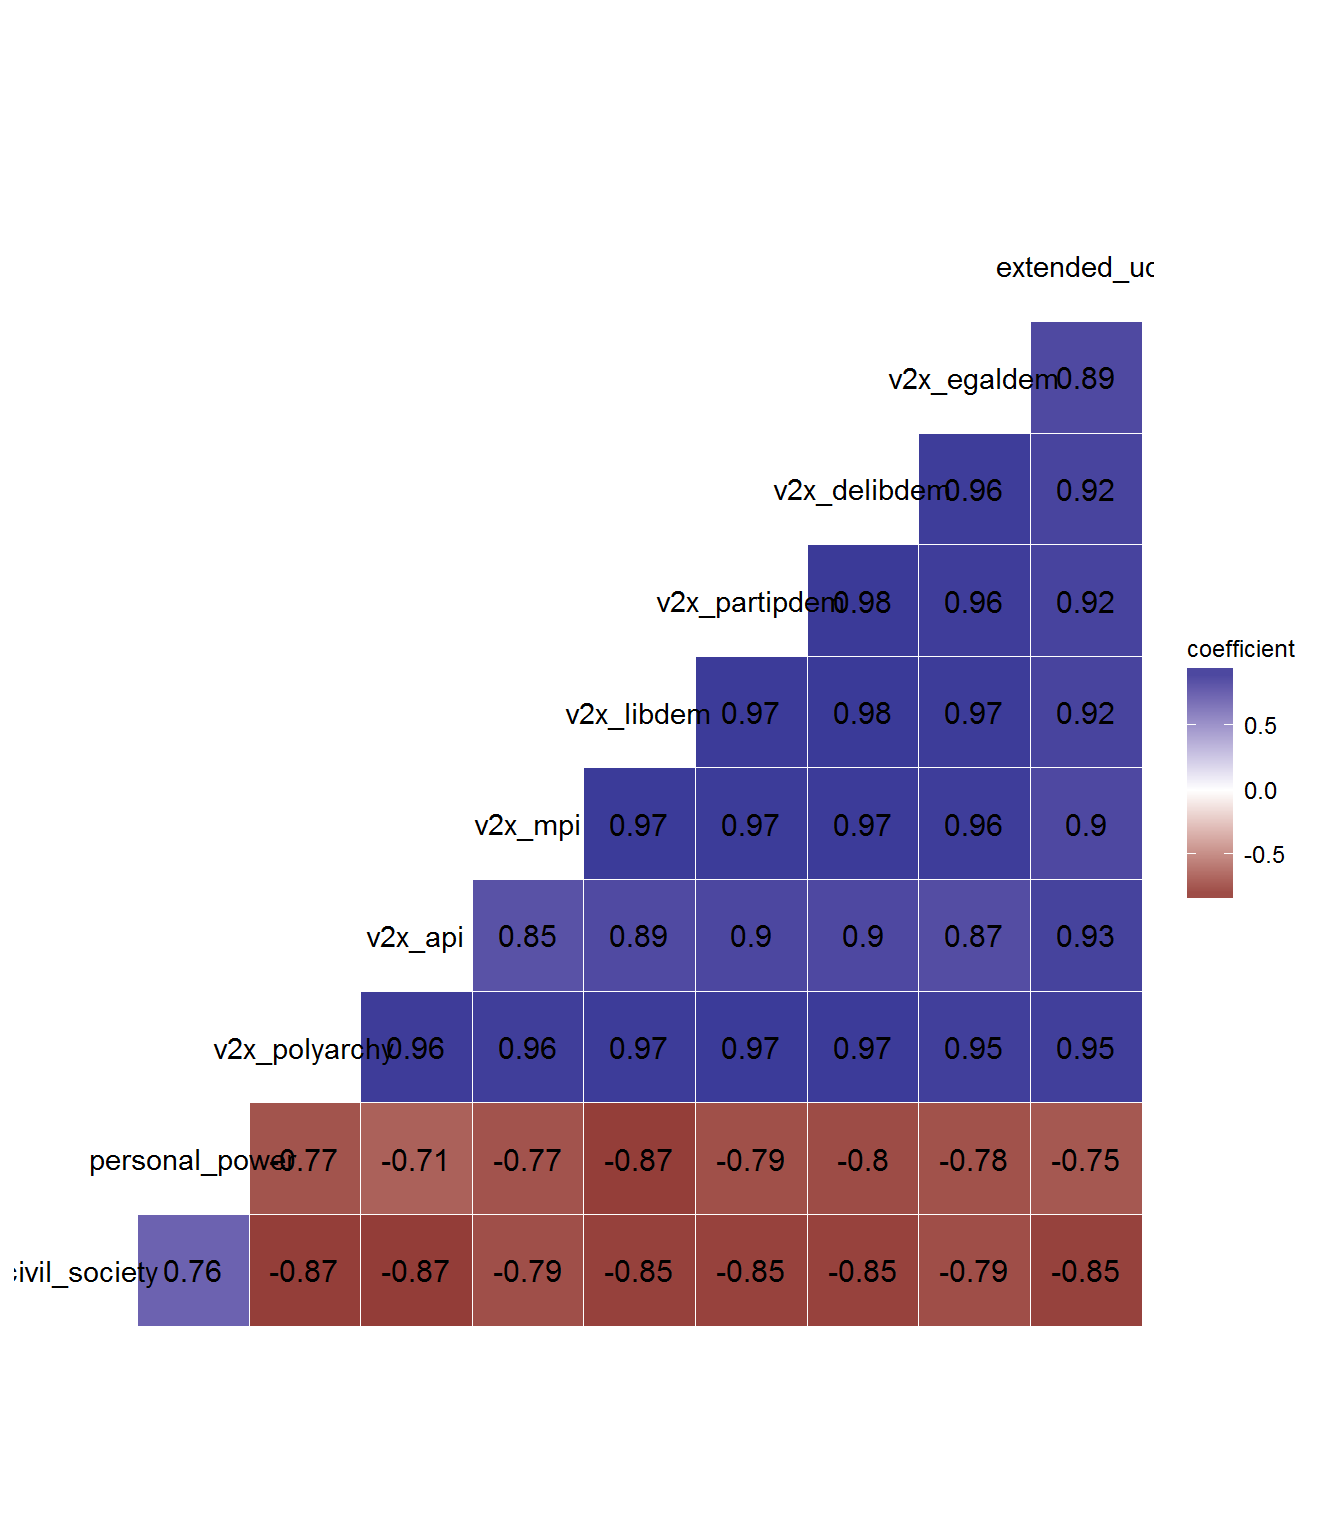 extended_uc
v2x_egaldem 0.89
v2x_delibdem 0.96 0.92
v2x_partipdem 0.98 0.96 0.92
coefficient
v2x_libdem 0.97 0.98 0.97 0.92
0.5
0.0
v2x_mpi 0.97 0.97 0.97 0.96 0.9
-0.5
v2x_api 0.85 0.89 0.9 0.9 0.87 0.93
v2x_polyarchy 0.96 0.96 0.97 0.97 0.97 0.95 0.95
personal_power -0.77 -0.71 -0.77 -0.87 -0.79 -0.8 -0.78 -0.75
civil_society 0.76 -0.87 -0.87 -0.79 -0.85 -0.85 -0.85 -0.79 -0.85